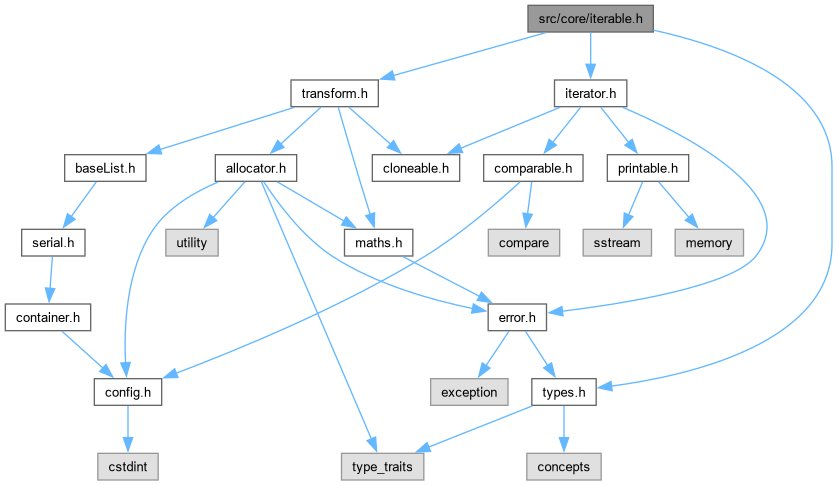 src/core/iterable.h
transform.h
iterator.h
baseList.h
allocator.h
cloneable.h
comparable.h
printable.h
serial.h
utility
maths.h
compare
sstream
memory
container.h
error.h
config.h
exception
types.h
cstdint
type_traits
concepts